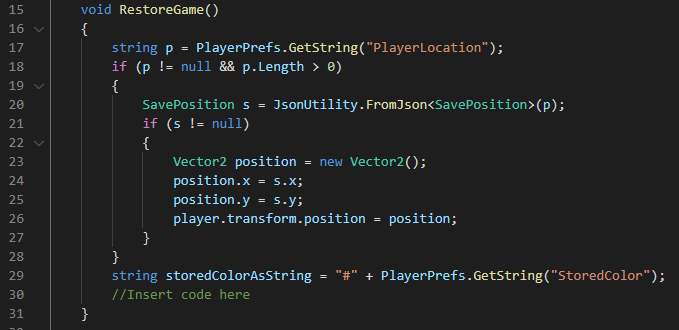 15 void RestoreGame()
16 {
17 string p = PlayerPrefs.GetString("PlayerLocation");
18 if (p != null && p.Length > 0)
19 {
20 SavePosition s = JsonUtility.FromJson<SavePosition>(p);
21 if (s != null)
22 {
23 Vector2 position = new Vector2();
24 position.x = s.x;
25 position.y = s.y;
26 player.transform.position = position;
27 }
28 }
29 string storedColorAsString = "#" + PlayerPrefs.GetString("StoredColor");
30 //Insert code here
31 }